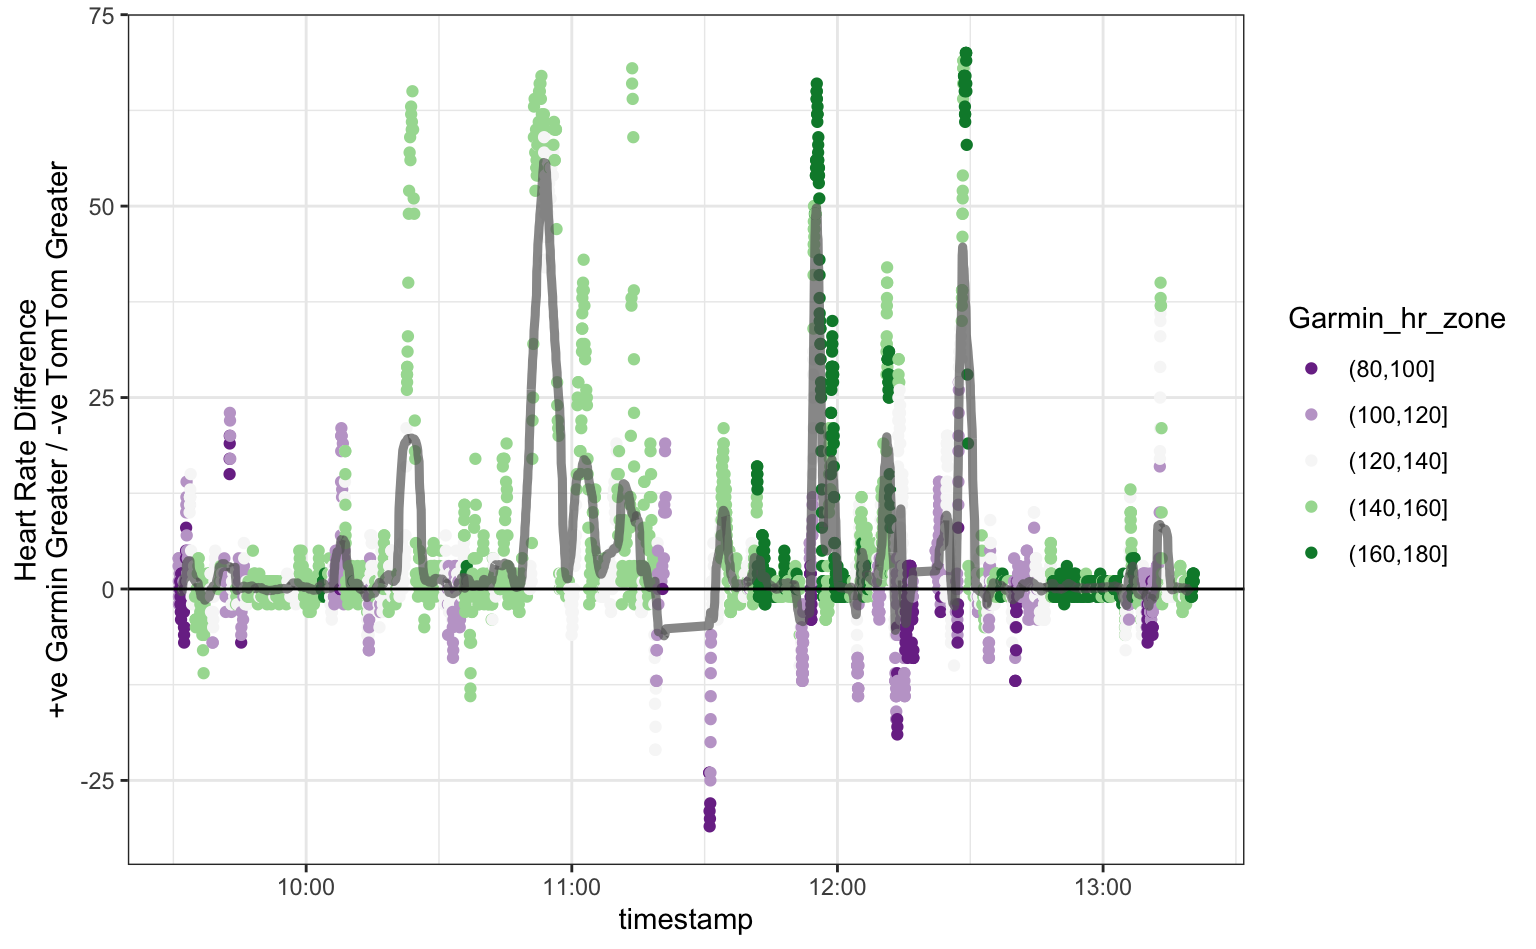 Heart Rate Difference
+ve Garmin Greater / -ve TomTom Greater
75
50
25
0
-25
10:00 11:00 12:00 13:00
timestamp
Garmin_hr_zone
(80,100]
(100,120]
(120,140]
(140,160]
(160,180]